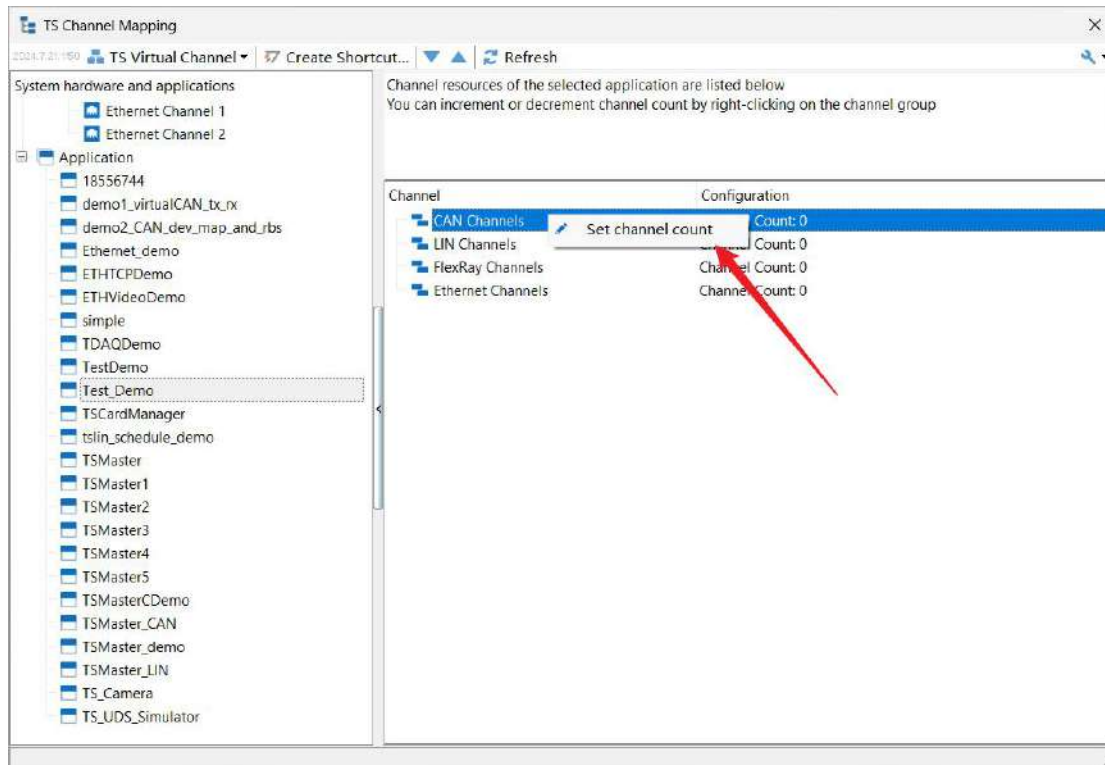 TS Channel Mapping
TS Virtual Channel Create Shortcut... Refresh
System hardware and applications
Ethernet Channel 1
Ethernet Channel 2
Application
18556744
demo1_virtualCAN_tx_rx
demo2_CAN_dev_map_and_rbs
Ethernet_demo
ETHTCPDemo
ETHVideoDemo
simple
TDAQDemo
TestDemo
Test_Demo
TSCardManager
tslin_schedule_demo
TSMaster
TSMaster1
TSMaster2
TSMaster3
TSMaster4
TSMaster5
TSMasterCDemo
TSMaster_CAN
TSMaster_demo
TSMaster_LIN
TS_Camera
TS_UDS_Simulator
Channel resources of the selected application are listed below
You can increment or decrement channel count by right-clicking on the channel group
Channel Configuration
CAN Channels Count: 0
Set channel count
LIN Channels Channel Count: 0
FlexRay Channels Channel Count: 0
Ethernet Channels Channel Count: 0